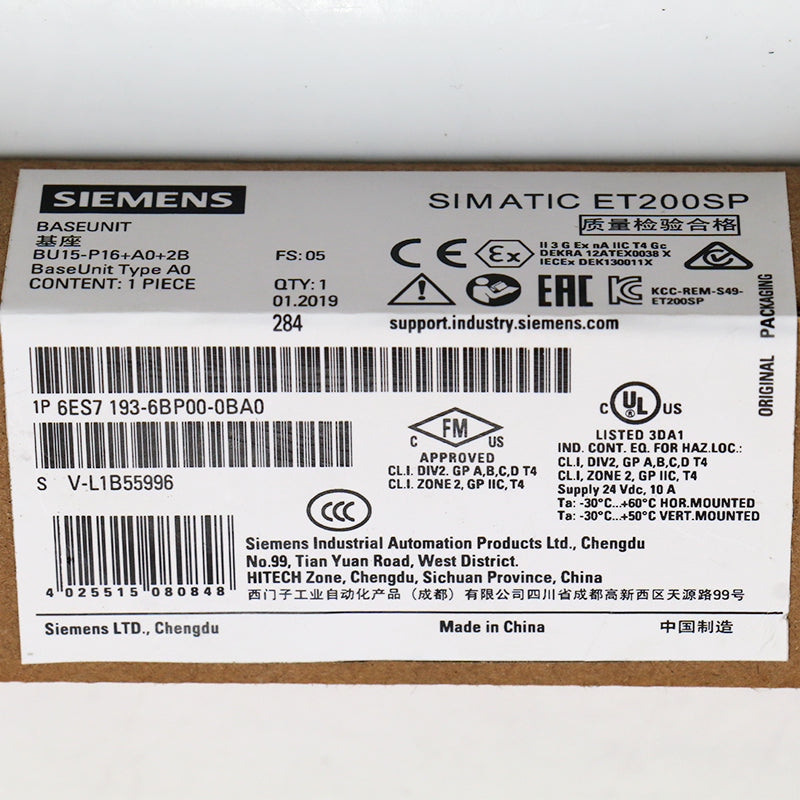 SIEMENS
SIMATIC ET200SP
质量检验合格
BASEUNIT
基座
BU15-P16+A0+2B
BaseUnit Type A0
CONTENT: 1 PIECE
FS: 05
QTY: 1
01.2019
284
CE
Ex
II 3 G Ex nA IIC T4 Gc
DEKRA 12ATEX0038 X
IECEx DEK130011X
EAC
KCC-REM-S49-
ET200SP
support.industry.siemens.com
ORIGINAL PACKAGING
1P 6ES7 193-6BP00-0BA0
S V-L1B55996
C FM US
APPROVED
CL.I, DIV2. GP A,B,C,D T4
CL.I. ZONE 2, GP IIC, T4
C UL US
LISTED 3DA1
IND. CONT. EQ. FOR HAZ.LOC.:
CL.I, DIV2, GP A,B,C,D T4
CL.I, ZONE 2, GP IIC, T4
Supply 24 Vdc, 10 A
Ta: -30°C...+60°C HOR.MOUNTED
Ta: -30°C...+50°C VERT.MOUNTED
CCC
4 025515 080848
Siemens Industrial Automation Products Ltd., Chengdu
No.99, Tian Yuan Road, West District.
HITECH Zone, Chengdu, Sichuan Province, China
西门子工业自动化产品（成都）有限公司四川省成都高新西区天源路99号
Siemens LTD., Chengdu
Made in China
中国制造